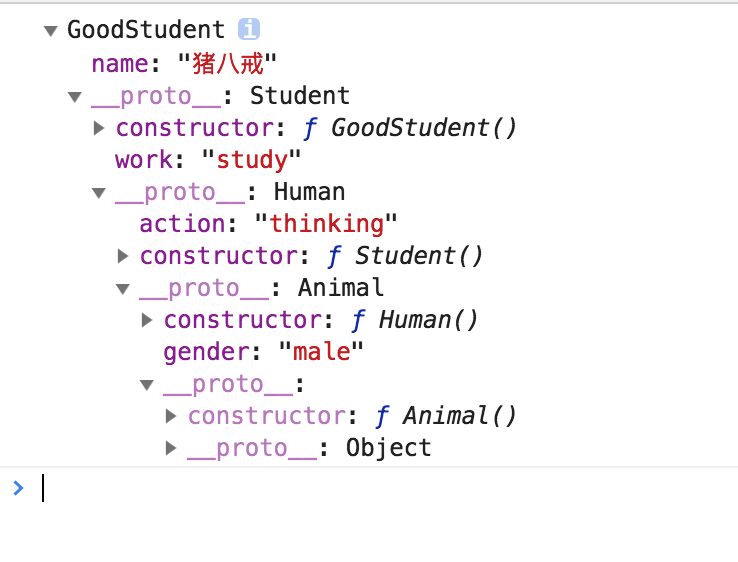 ▼ GoodStudent i
name: "猪八戒"
▼ __proto__: Student
▶ constructor: ƒ GoodStudent()
work: "study"
▼ __proto__: Human
action: "thinking"
▶ constructor: ƒ Student()
▼ __proto__: Animal
▶ constructor: ƒ Human()
gender: "male"
▼ __proto__:
▶ constructor: ƒ Animal()
▶ __proto__: Object
>